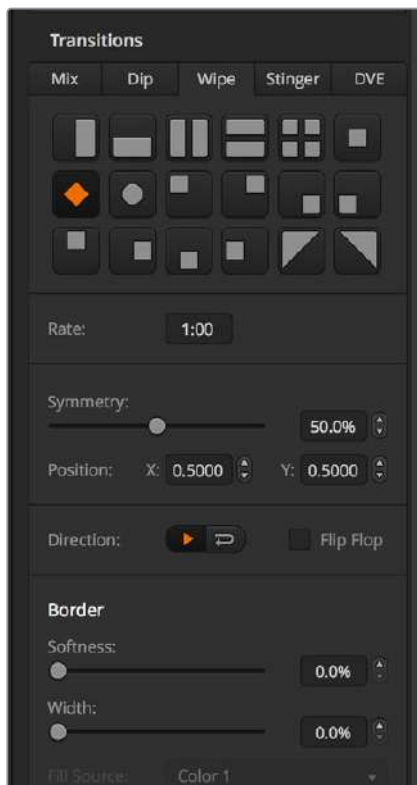 Transitions
Mix Dip Wipe Stinger DVE
Rate: 1:00
Symmetry:
50.0%
Position: X: 0.5000 Y: 0.5000
Direction: Flip Flop
Border
Softness:
0.0%
Width:
0.0%
Fill Source: Color 1